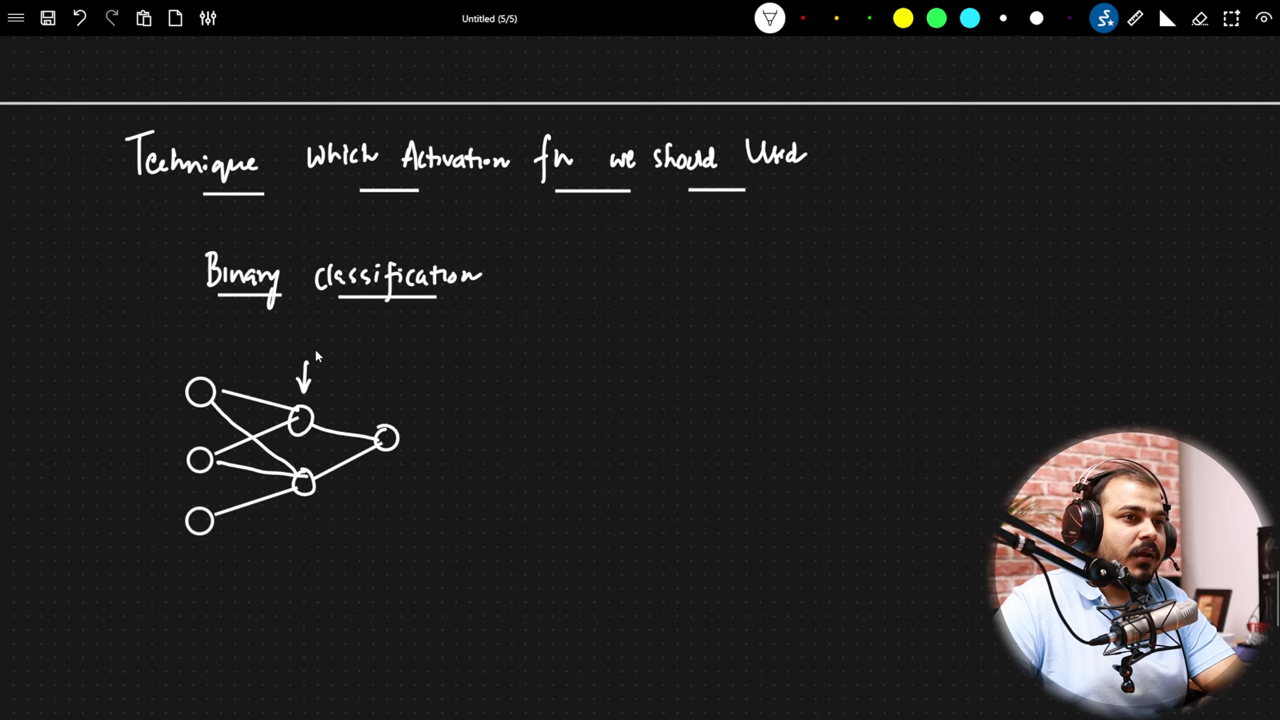 Untitled (5/5)
Technique Which Activation fn we should Used
Binary classification